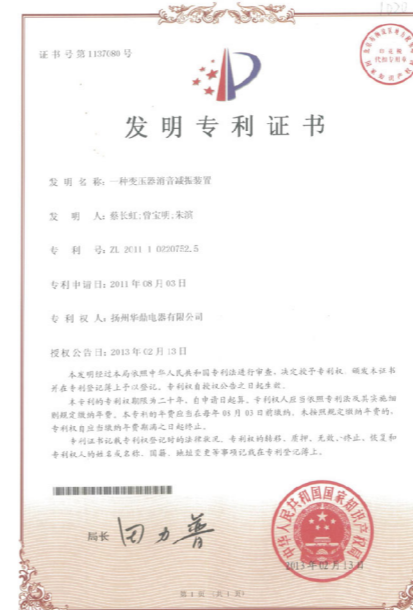 证书号第1137080号
发明专利证书
发明名称：一种变压器消音减振装置
发明人：蔡长虹;曾宝明;朱滨
专利号：ZL 2011 1 0220752.5
专利申请日：2011年08月03日
专利权人：扬州华鼎电器有限公司
授权公告日：2013年02月13日
本发明经过本局依照中华人民共和国专利法进行审查，决定授予专利权，颁发本证书
并在专利登记簿上予以登记。专利权自授权公告之日起生效。
本专利的专利权期限为二十年，自申请日起算。专利权人应当依照专利法及其实施细
则规定缴纳年费。本专利的年费应当在每年08月03日前缴纳。未按照规定缴纳年费的，
专利权自应当缴纳年费期满之日起终止。
专利证书记载专利权登记时的法律状况。专利权的转移、质押、无效、终止、恢复和
专利权人的姓名或名称、国籍、地址变更等事项记载在专利登记簿上。
局长 田力普
中华人民共和国国家知识产权局
2013年02月13日
第1页（共1页）